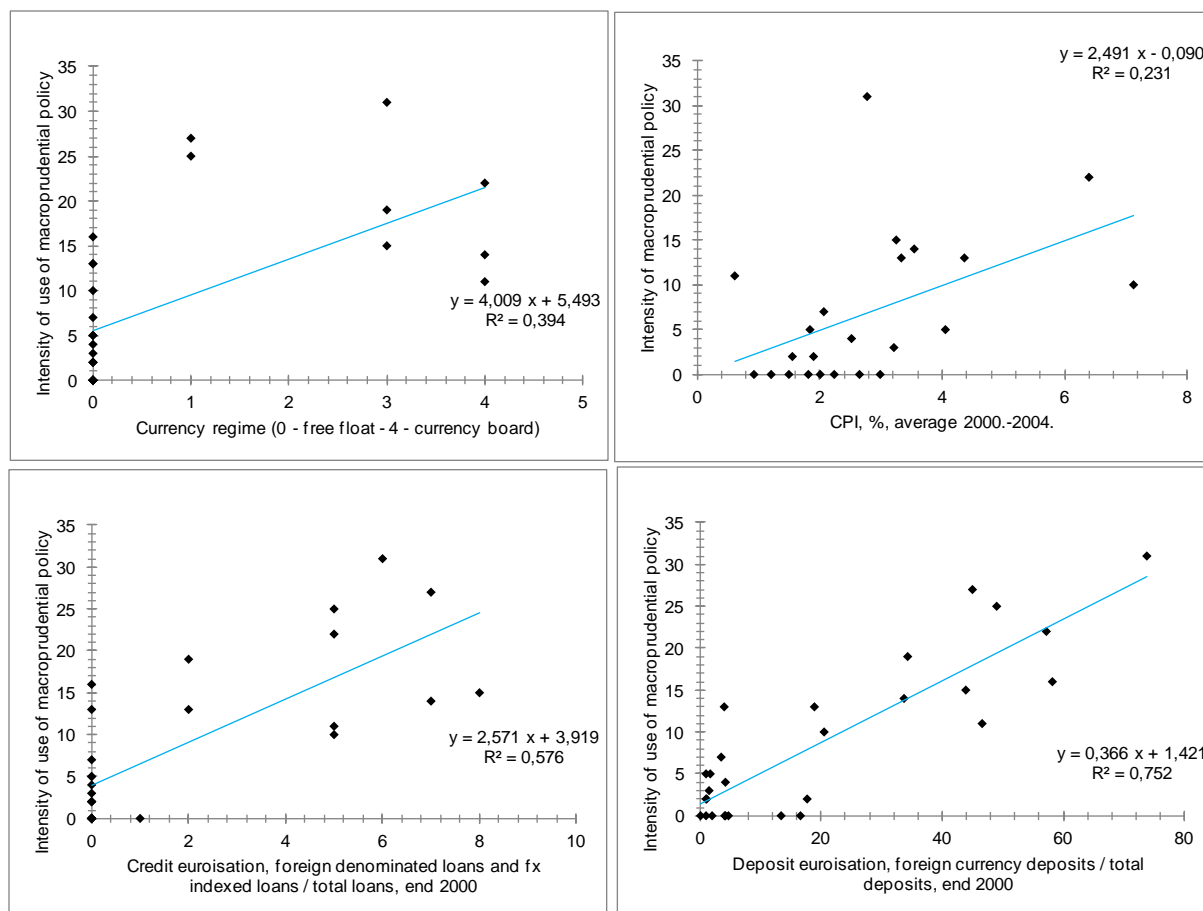 Intensity of use of macroprudential policy
35
30
25
20
15
10
5
0
y = 4,009 x + 5,493
R² = 0,394
0 1 2 3 4 5
Currency regime (0 - free float - 4 - currency board)
Intensity of use of macroprudential policy
y = 2,491 x - 0,090
R² = 0,231
35
30
25
20
15
10
5
0
0 2 4 6 8
CPI, %, average 2000.-2004.
Intensity of use of macroprudential policy
35
30
25
20
15
10
5
0
y = 2,571 x + 3,919
R² = 0,576
0 2 4 6 8 10
Credit euroisation, foreign denominated loans and fx
indexed loans / total loans, end 2000
Intensity of use of macroprudential policy
35
30
25
20
15
10
5
0
y = 0,366 x + 1,421
R² = 0,752
0 20 40 60 80
Deposit euroisation, foreign currency deposits / total
deposits, end 2000